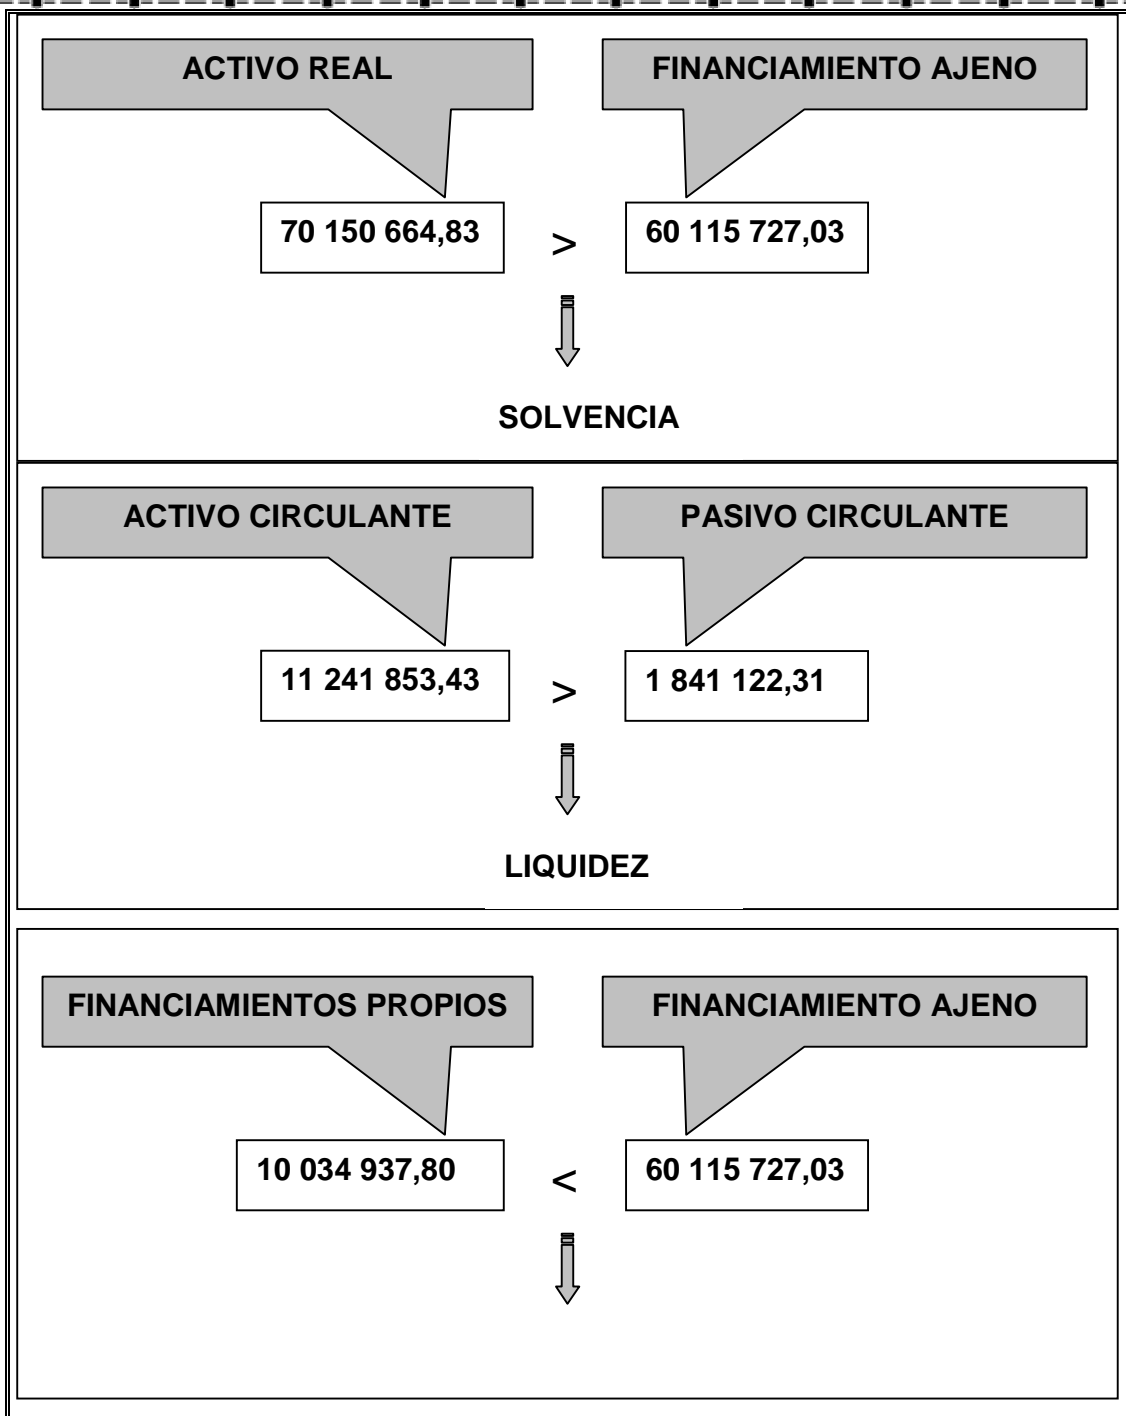 ACTIVO REAL FINANCIAMIENTO AJENO
70 150 664,83 > 60 115 727,03
SOLVENCIA
ACTIVO CIRCULANTE PASIVO CIRCULANTE
11 241 853,43 > 1 841 122,31
LIQUIDEZ
FINANCIAMIENTOS PROPIOS FINANCIAMIENTO AJENO
10 034 937,80 < 60 115 727,03